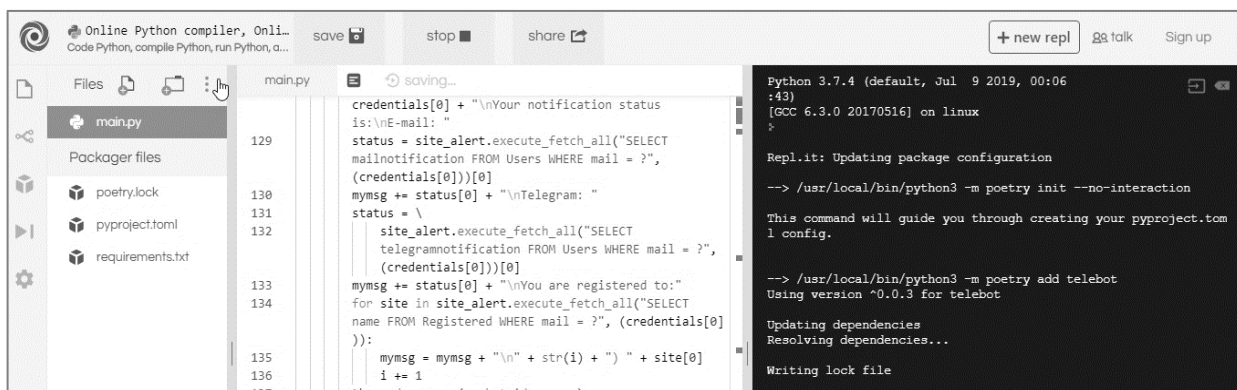 Online Python compiler, Onli...
Code Python, compile Python, run Python, a...
save
stop
share
+ new repl
talk
Sign up
Files
main.py
Packager files
poetry.lock
pyproject.toml
requirements.txt
main.py
saving...
credentials[0] + "\nYour notification status
is:\nE-mail: "
129 status = site_alert.execute_fetch_all("SELECT
mailnotification FROM Users WHERE mail = ?",
(credentials[0]))[0]
130 mymsg += status[0] + "\nTelegram: "
131 status = \
132 site_alert.execute_fetch_all("SELECT
telegramnotification FROM Users WHERE mail = ?",
(credentials[0]))[0]
133 mymsg += status[0] + "\nYou are registered to:"
134 for site in site_alert.execute_fetch_all("SELECT
name FROM Registered WHERE mail = ?", (credentials[0]
)):
135 mymsg = mymsg + "\n" + str(i) + ") " + site[0]
136 i += 1
Python 3.7.4 (default, Jul  9 2019, 00:06
:43)
[GCC 6.3.0 20170516] on linux
Repl.it: Updating package configuration
--> /usr/local/bin/python3 -m poetry init --no-interaction
This command will guide you through creating your pyproject.tom
l config.
--> /usr/local/bin/python3 -m poetry add telebot
Using version ^0.0.3 for telebot
Updating dependencies
Resolving dependencies...
Writing lock file